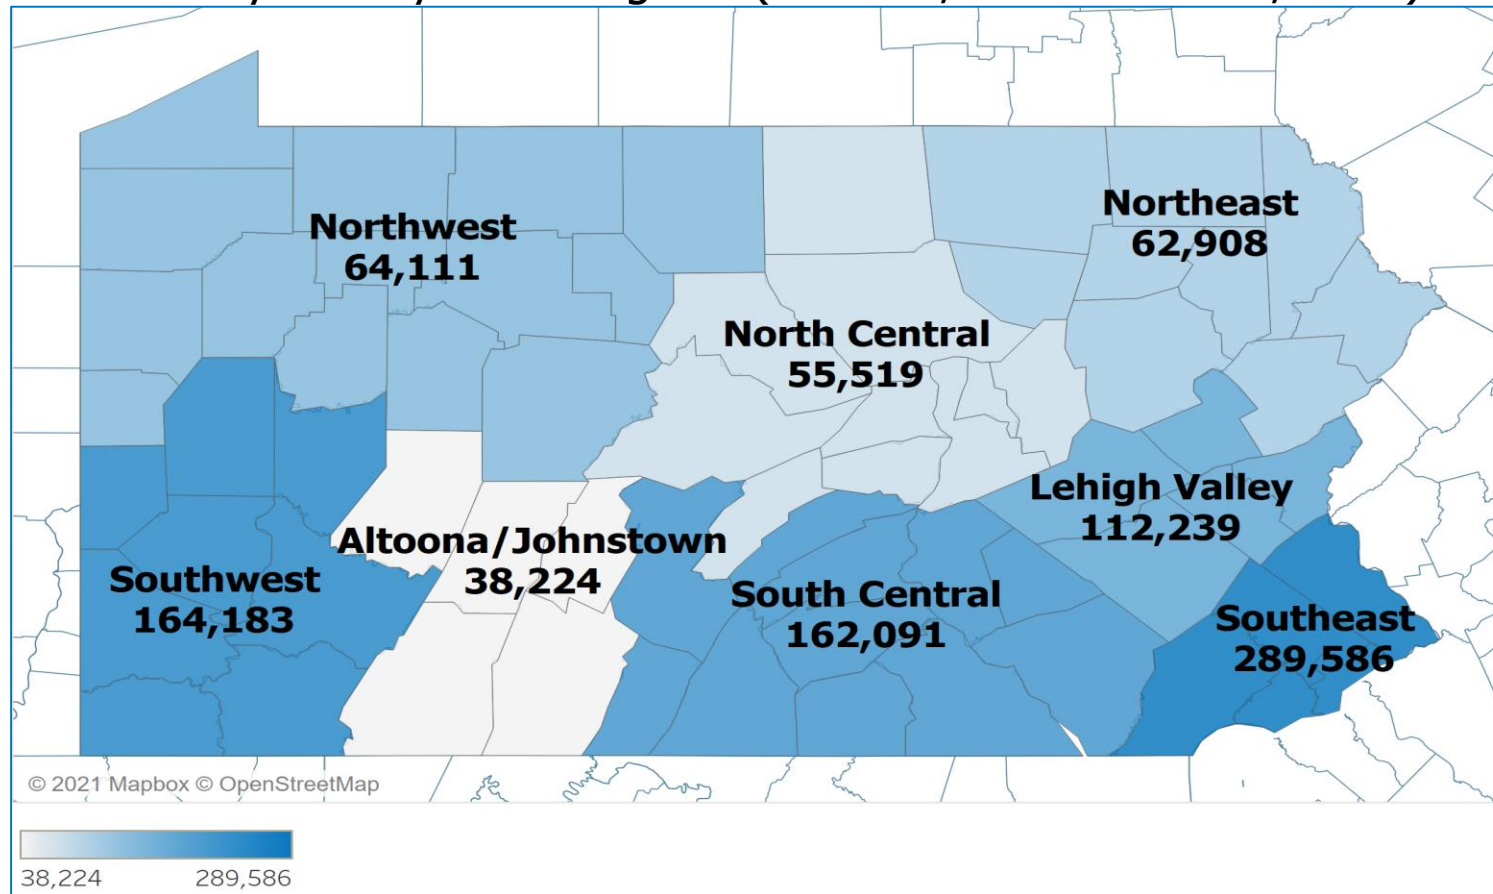 Northwest
64,111
Northeast
62,908
North Central
55,519
Lehigh Valley
112,239
Altoona/Johnstown
38,224
Southwest
164,183
South Central
162,091
Southeast
289,586
© 2021 Mapbox © OpenStreetMap
38,224 289,586